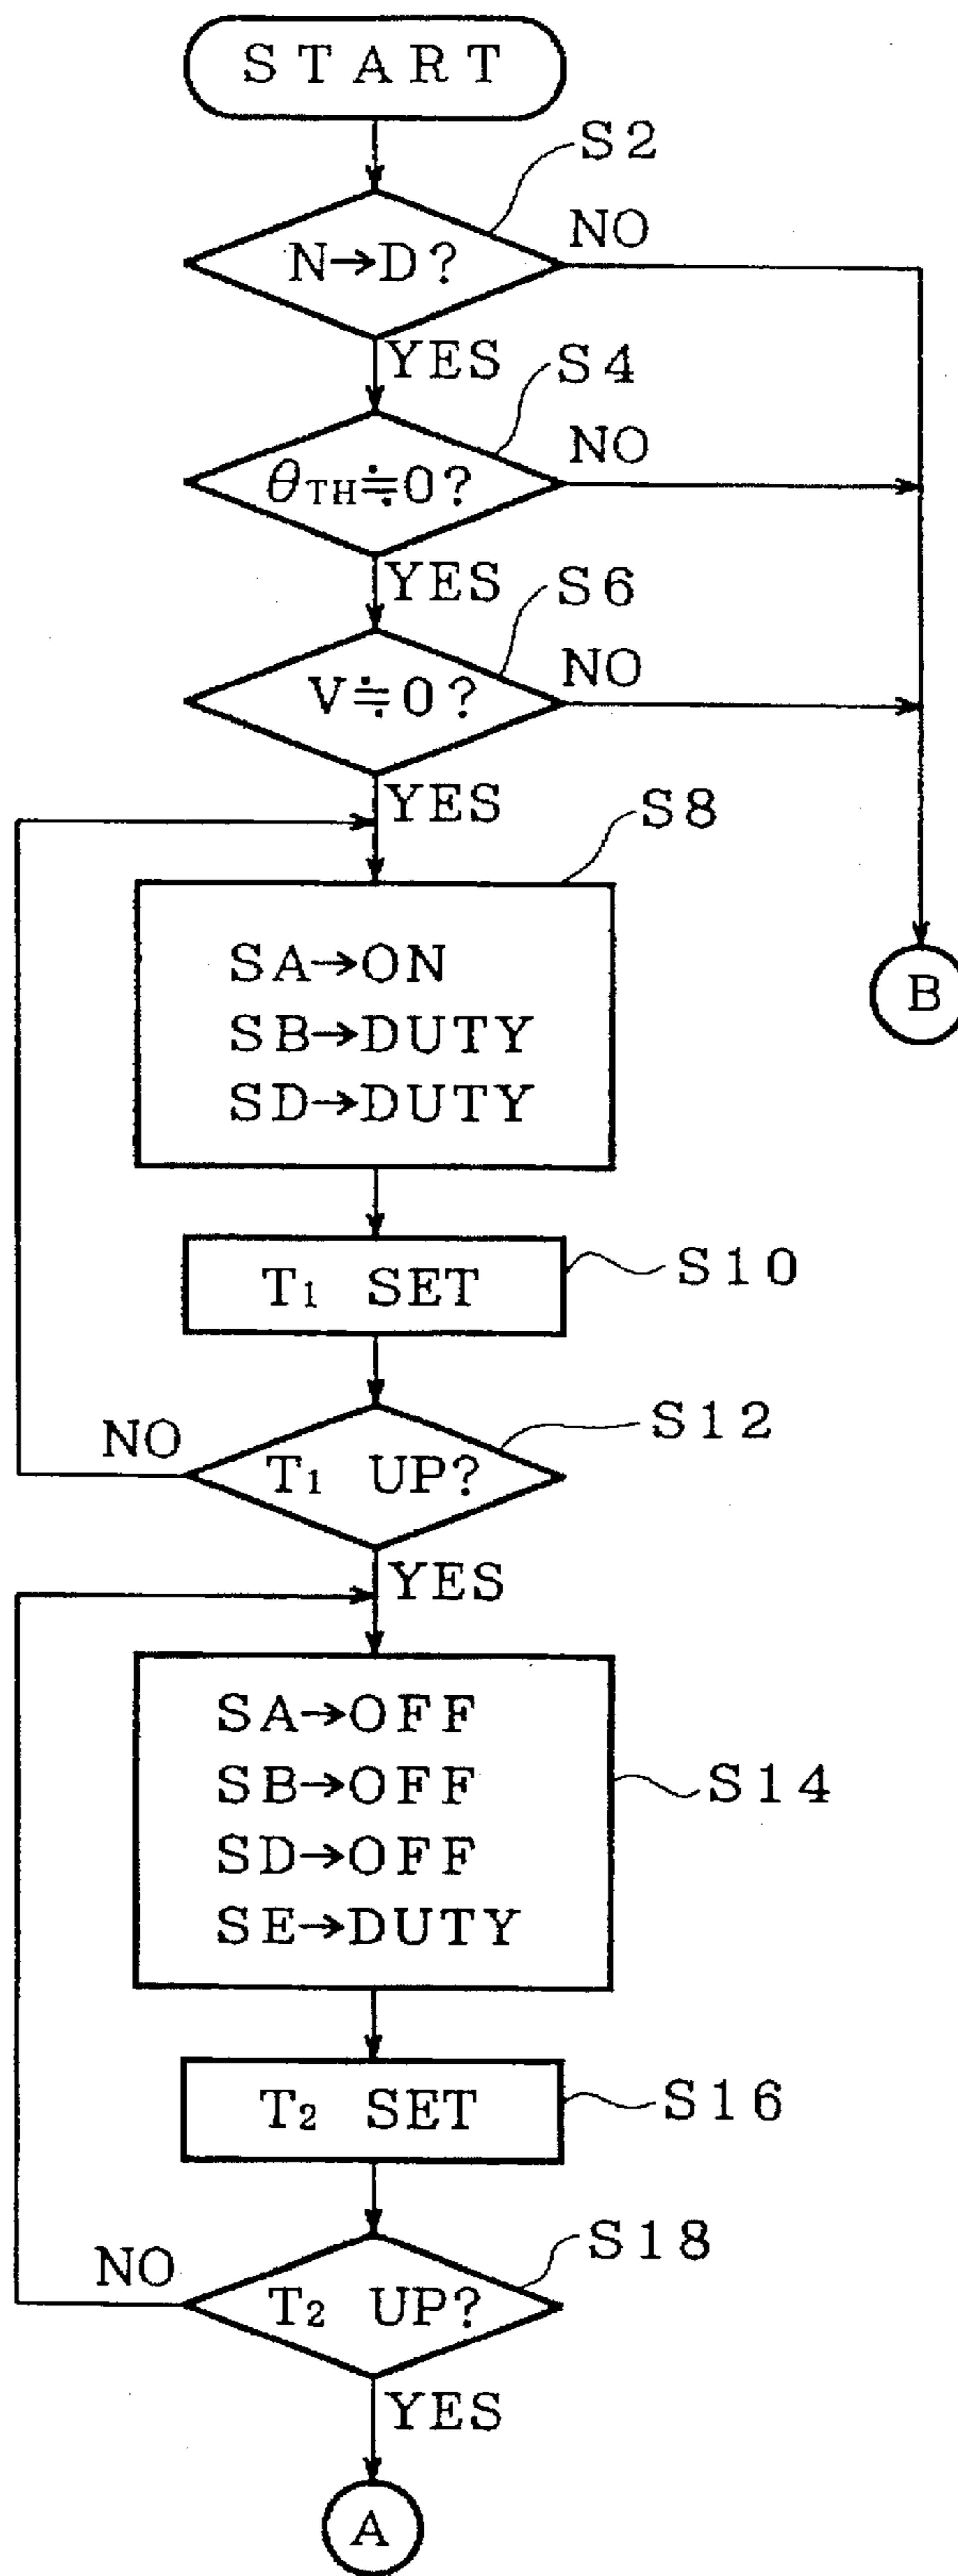 START
S2
N→D?
NO
YES
S4
θTH≒0?
NO
YES
S6
V≒0?
NO
YES
S8
SA→ON
SB→DUTY
SD→DUTY
B
T1 SET
S10
T1 UP?
S12
NO
YES
SA→OFF
SB→OFF
SD→OFF
SE→DUTY
S14
T2 SET
S16
T2 UP?
S18
NO
YES
A